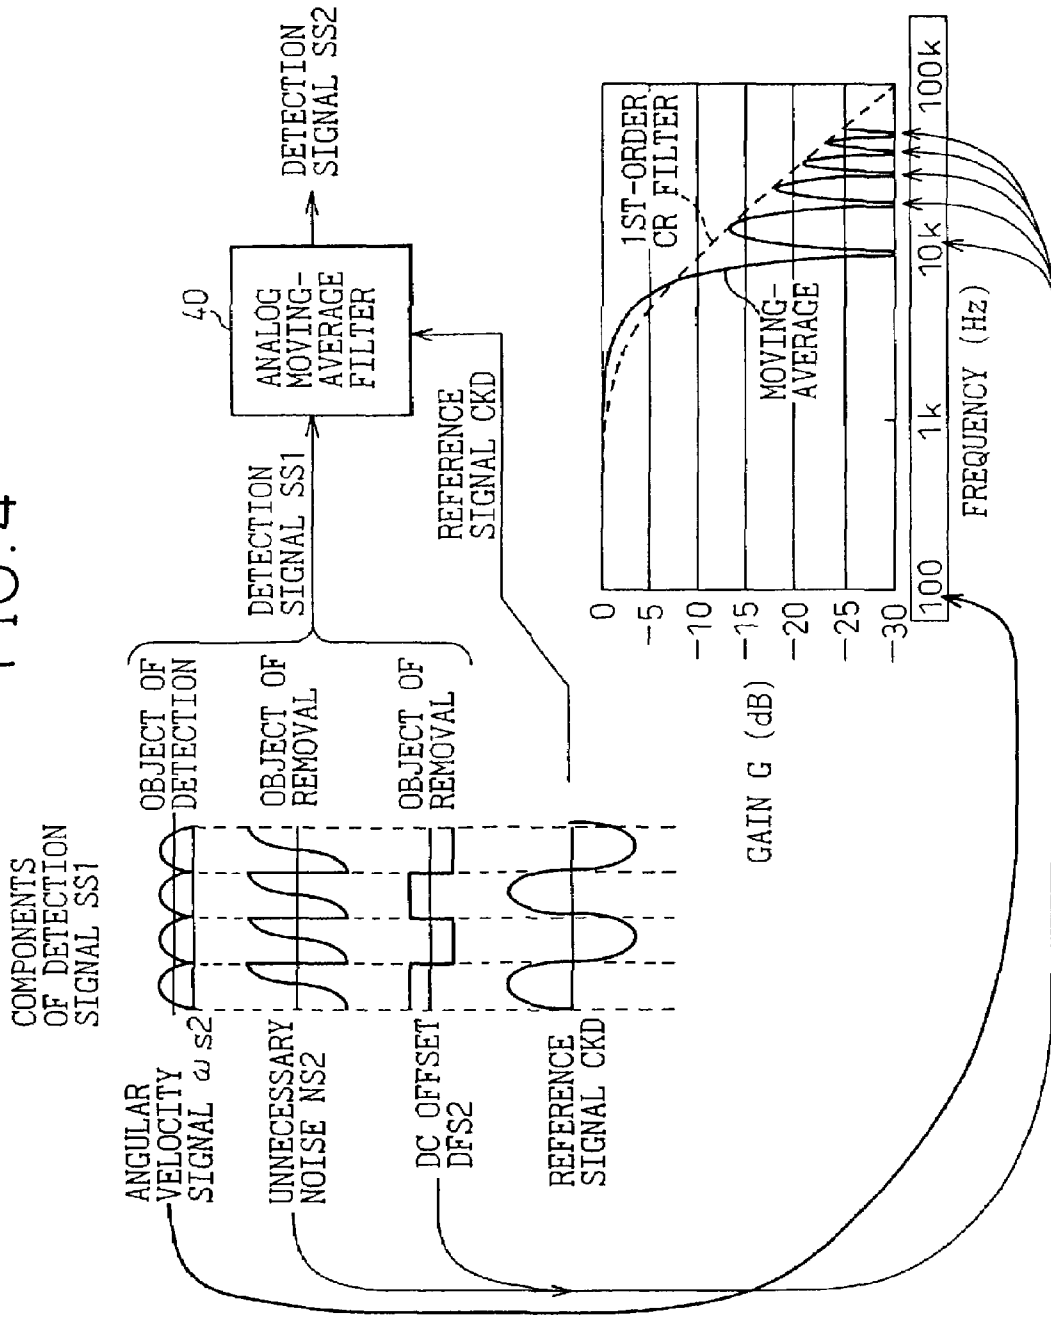 FIG. 4
COMPONENTS
OF DETECTION
SIGNAL SS1
ANGULAR
VELOCITY
SIGNAL ωs2
OBJECT OF
DETECTION
UNNECESSARY
NOISE NS2
OBJECT OF
REMOVAL
DC OFFSET
DFS2
OBJECT OF
REMOVAL
REFERENCE
SIGNAL CKD
DETECTION
SIGNAL SS1
REFERENCE
SIGNAL CKD
40
ANALOG
MOVING-
AVERAGE
FILTER
DETECTION
SIGNAL SS2
GAIN G (dB)
0
-5
-10
-15
-20
-25
-30
1ST-ORDER
CR FILTER
MOVING-
AVERAGE
100
1k
10k
100k
FREQUENCY (Hz)